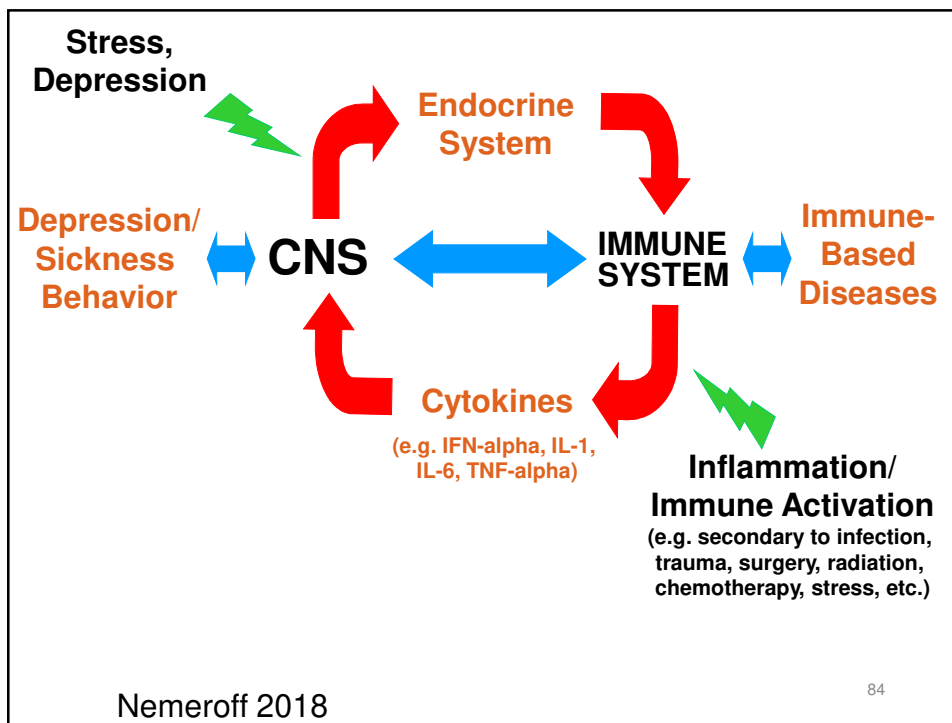 Stress,
Depression
Endocrine
System
Depression/
Sickness
Behavior
CNS
IMMUNE
SYSTEM
Immune-
Based
Diseases
Cytokines
(e.g. IFN-alpha, IL-1,
IL-6, TNF-alpha)
Inflammation/
Immune Activation
(e.g. secondary to infection,
trauma, surgery, radiation,
chemotherapy, stress, etc.)
Nemeroff 2018
84